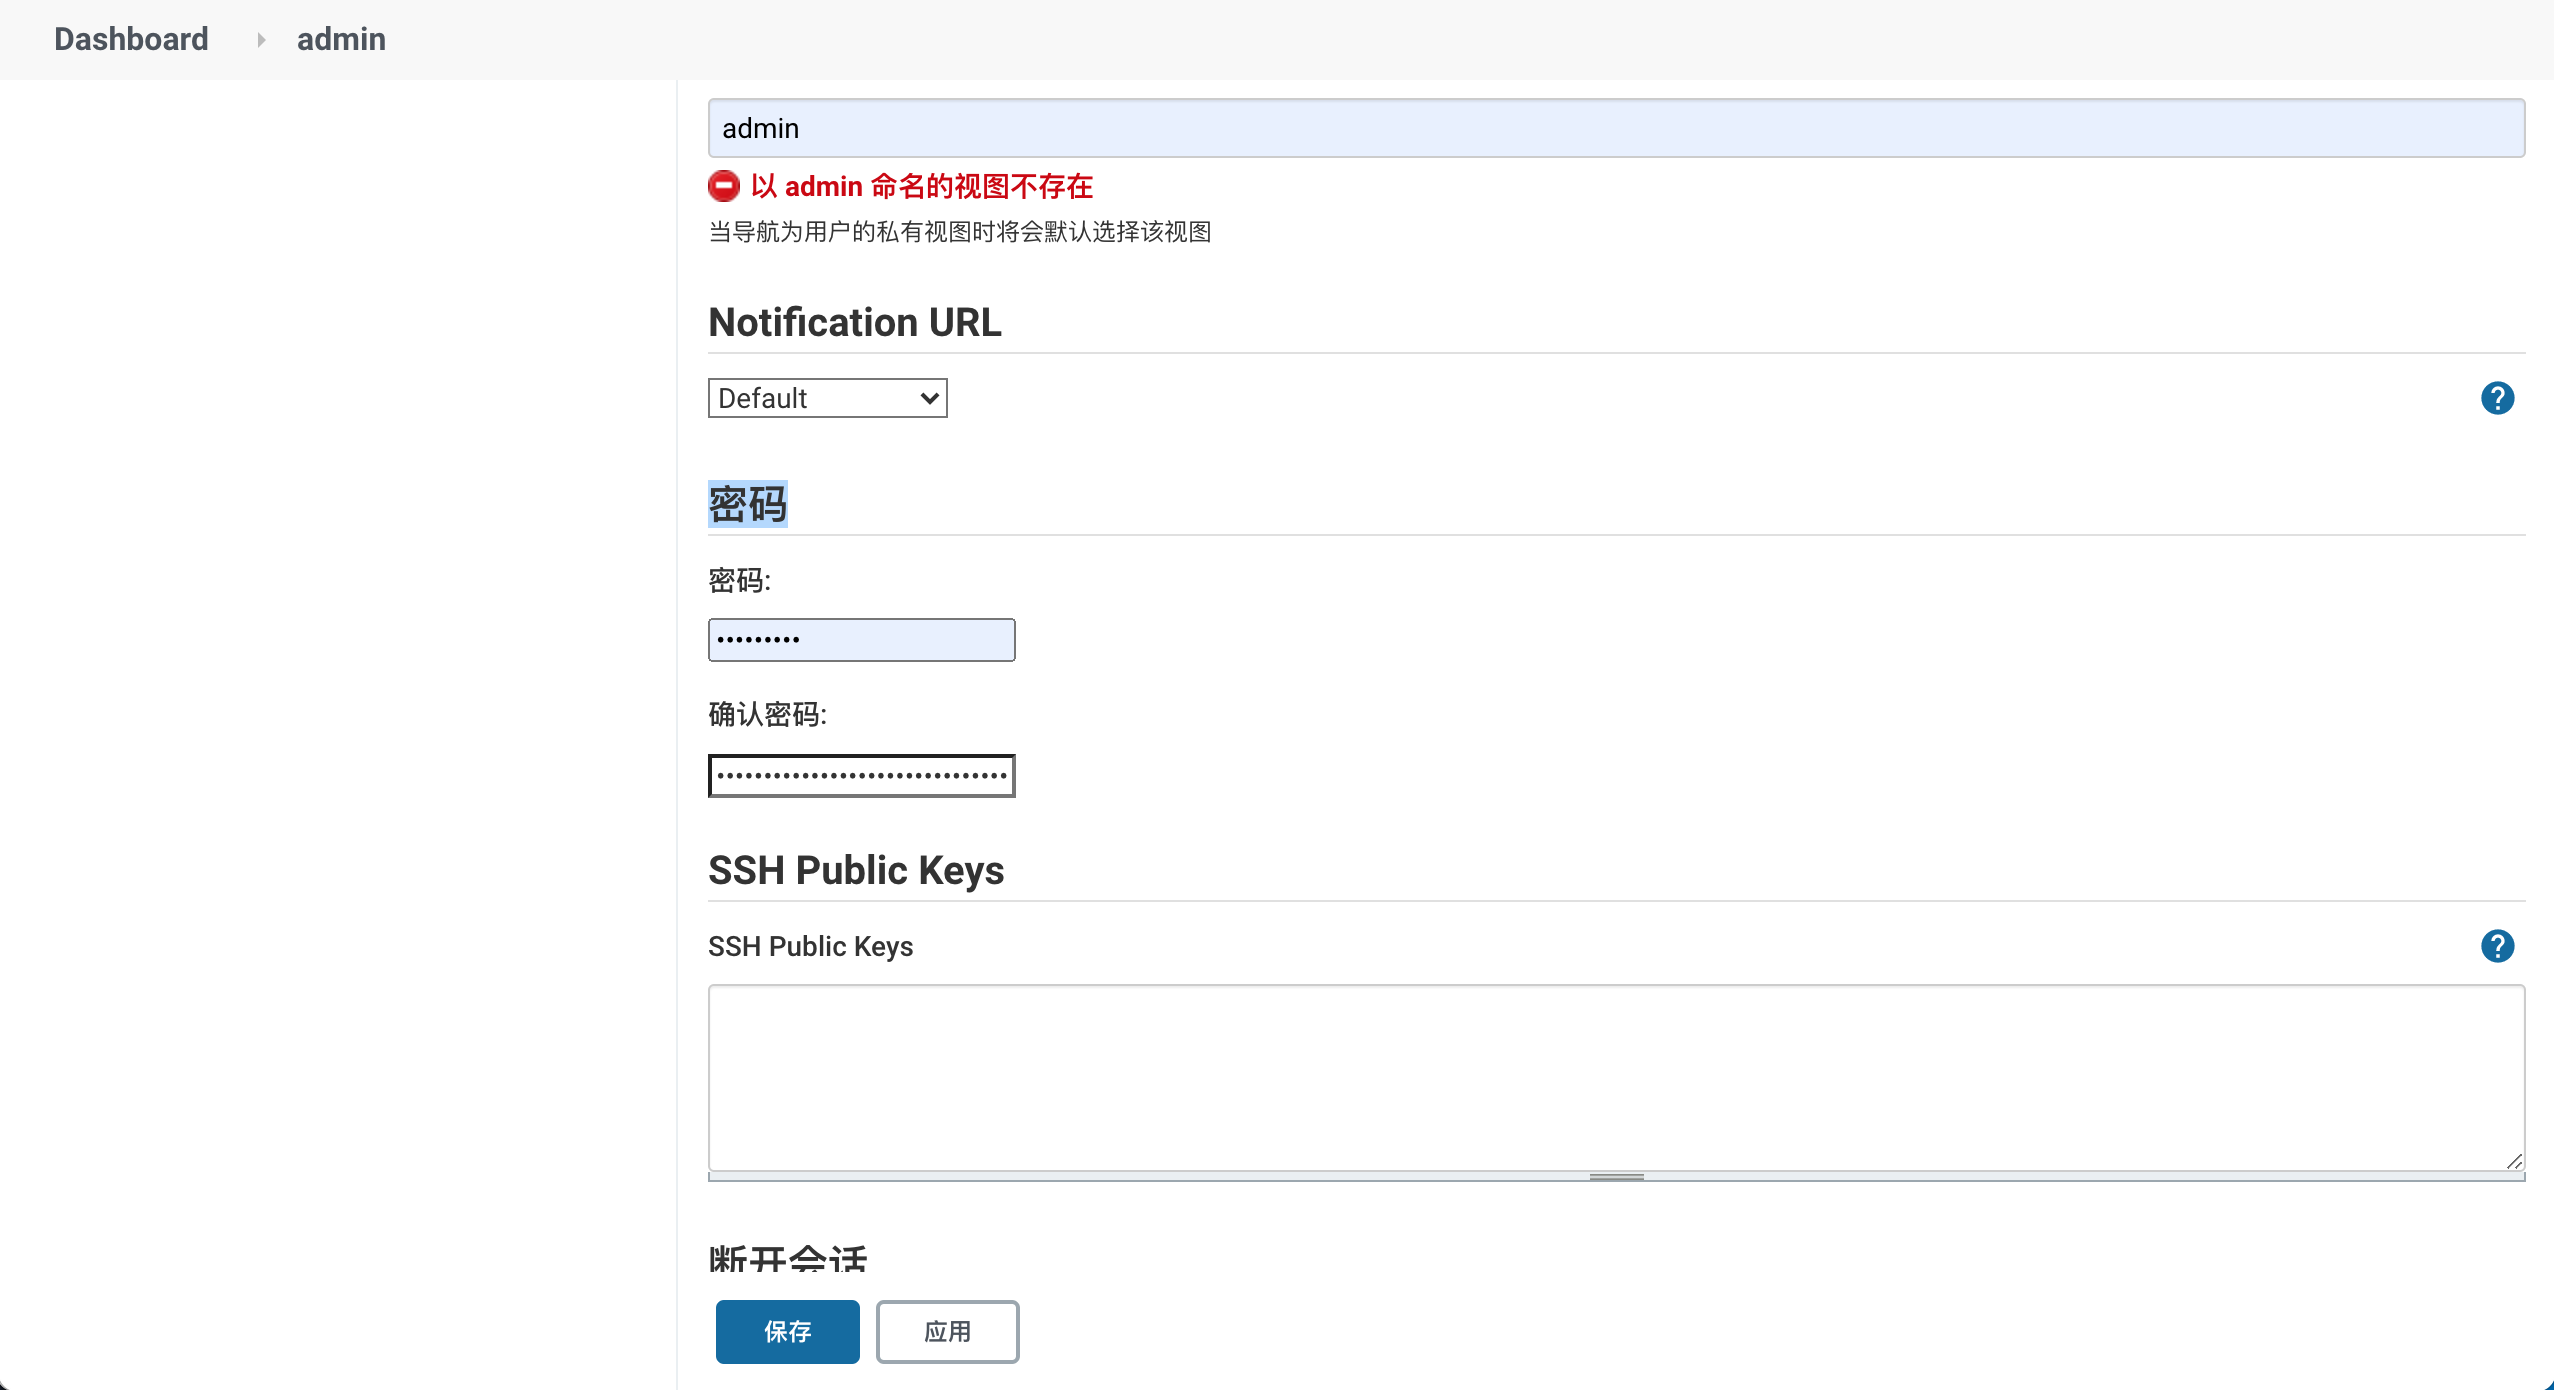 Dashboard admin
admin
以 admin 命名的视图不存在
当导航为用户的私有视图时将会默认选择该视图
Notification URL
Default
?
密码
密码:
•••••••••
确认密码:
•••••••••••••••••••••••••••••••
SSH Public Keys
SSH Public Keys
?
断开会话
保存 应用